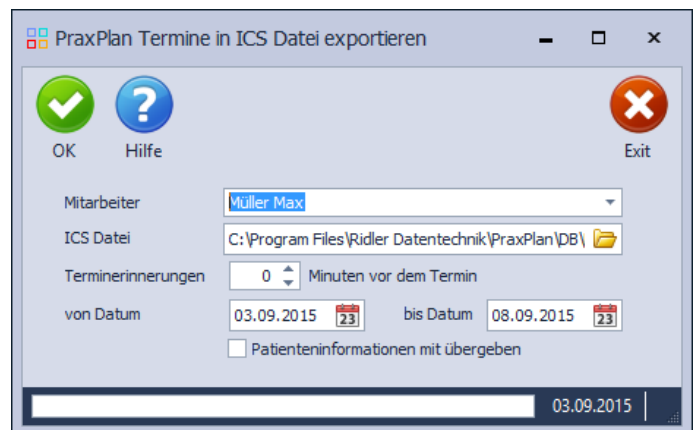 PraxPlan Termine in ICS Datei exportieren
OK Hilfe Exit
Mitarbeiter Müller Max
ICS Datei C:\Program Files\Ridler Datentechnik\PraxPlan\DB\
Terminerinnerungen 0 Minuten vor dem Termin
von Datum 03.09.2015 23 bis Datum 08.09.2015 23
Patienteninformationen mit übergeben
03.09.2015